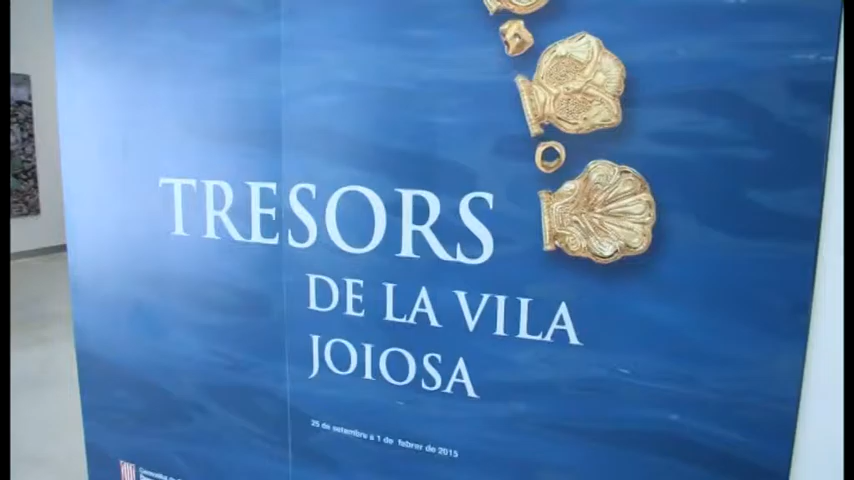 TRESORS
DE LA VILA
JOIOSA
25 de setembre a 1 de febrer de 2015